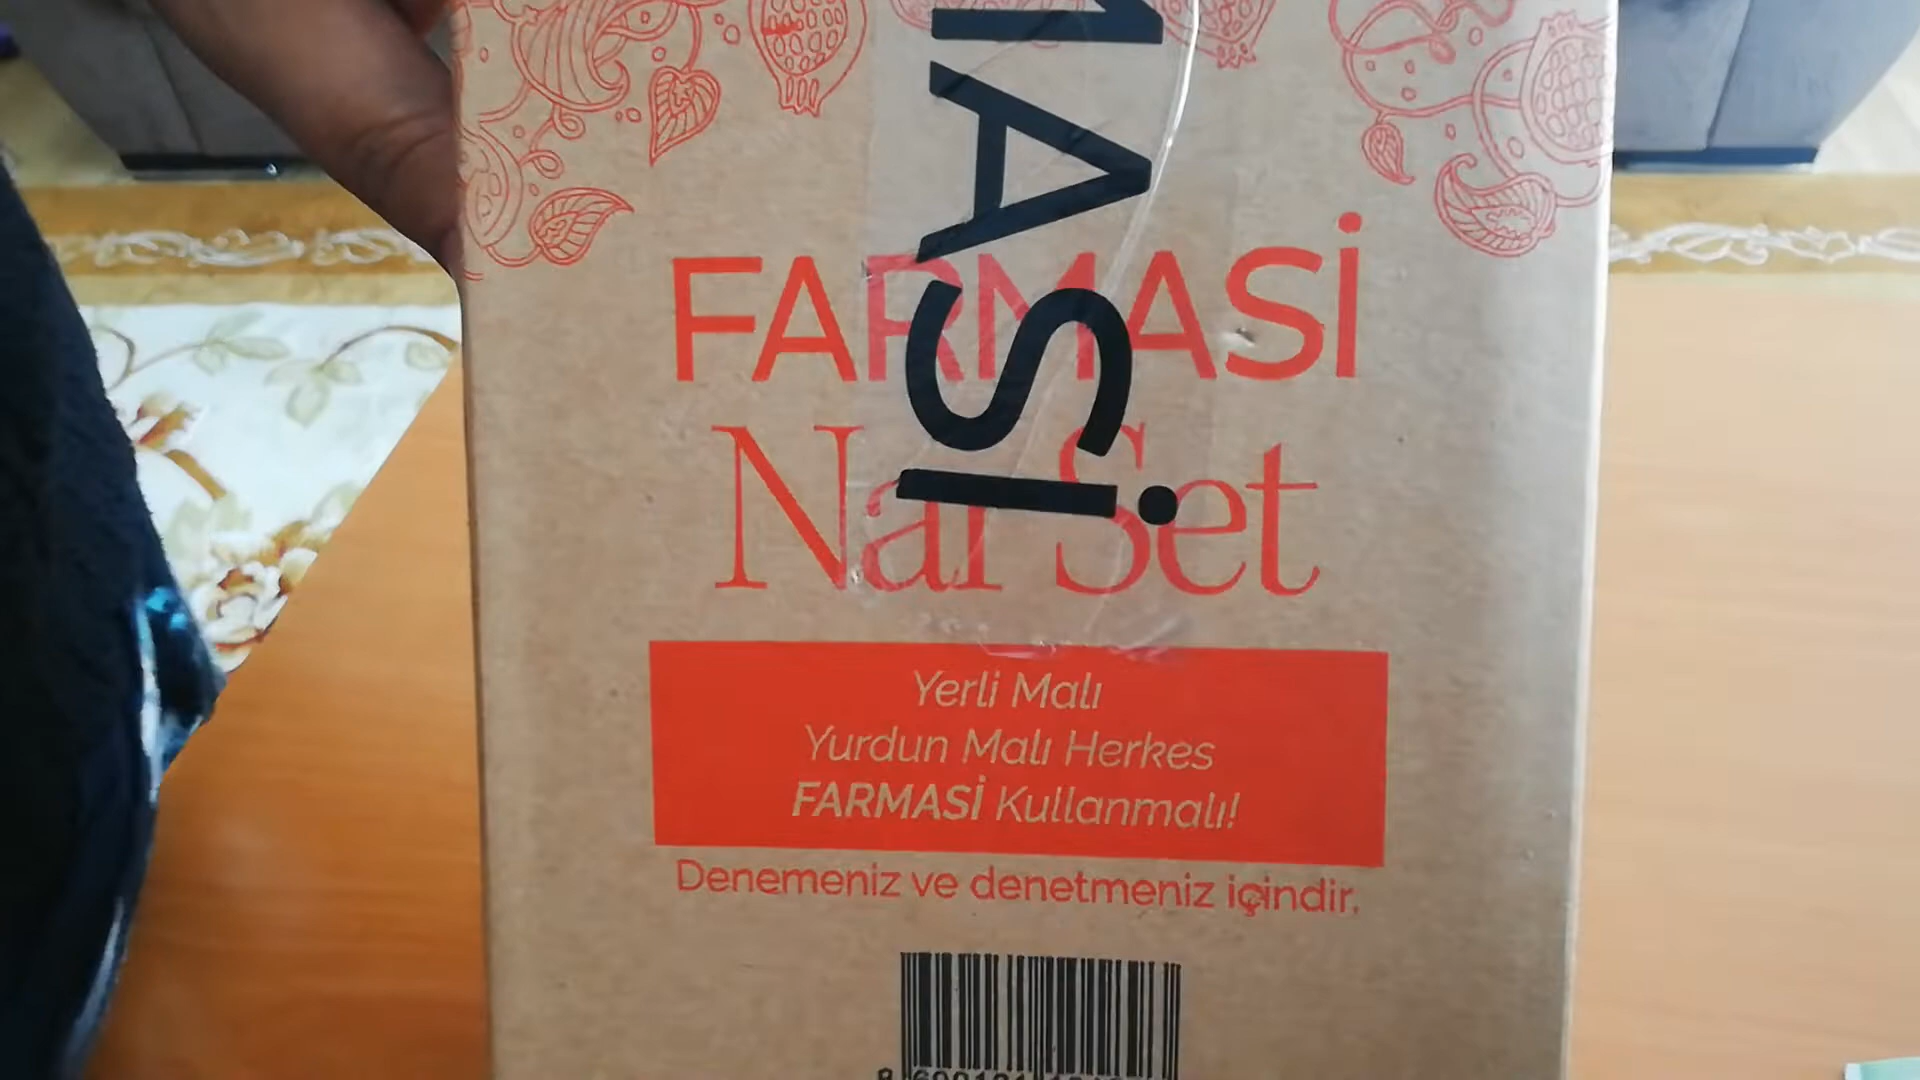 FARMASİ
Nar Set
Yerli Malı
Yurdun Malı Herkes
FARMASİ Kullanmalı!
Denemeniz ve denetmeniz içindir.
MASİ